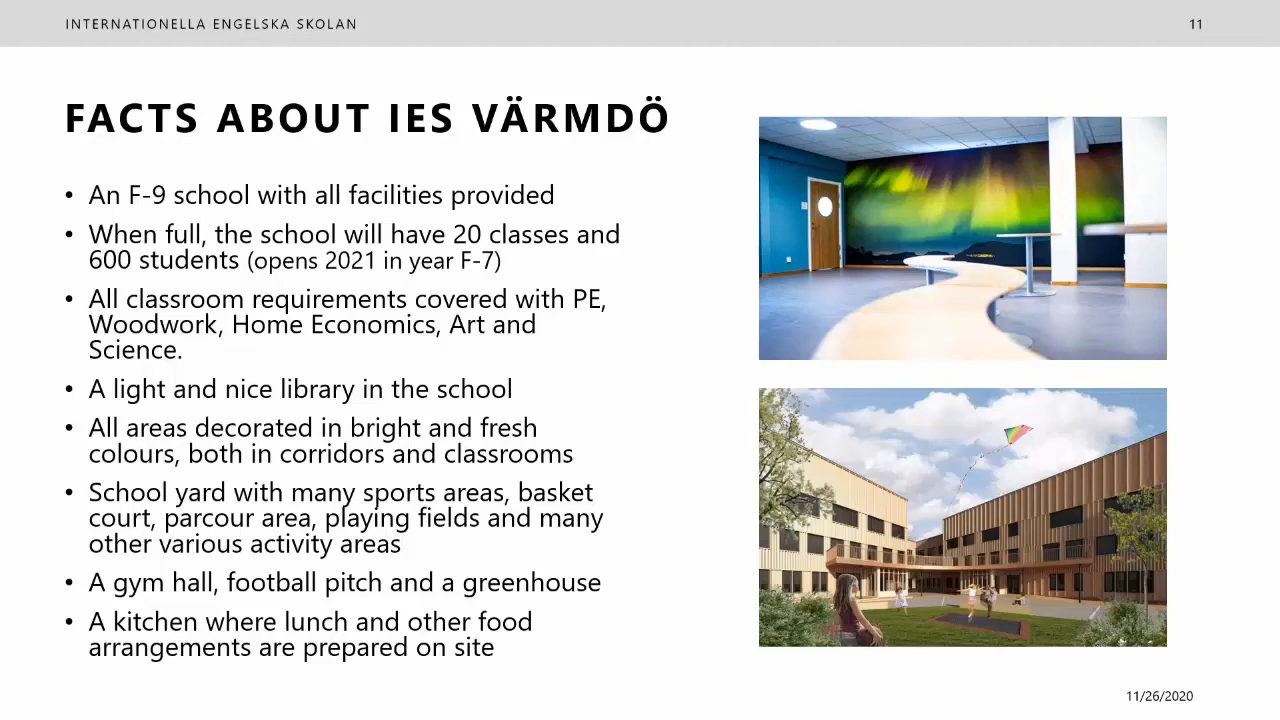 INTERNATIONELLA ENGELSKA SKOLAN
11
FACTS ABOUT IES VÄRMDÖ
• An F-9 school with all facilities provided
• When full, the school will have 20 classes and
600 students (opens 2021 in year F-7)
• All classroom requirements covered with PE,
Woodwork, Home Economics, Art and
Science.
• A light and nice library in the school
• All areas decorated in bright and fresh
colours, both in corridors and classrooms
• School yard with many sports areas, basket
court, parcour area, playing fields and many
other various activity areas
• A gym hall, football pitch and a greenhouse
• A kitchen where lunch and other food
arrangements are prepared on site
11/26/2020